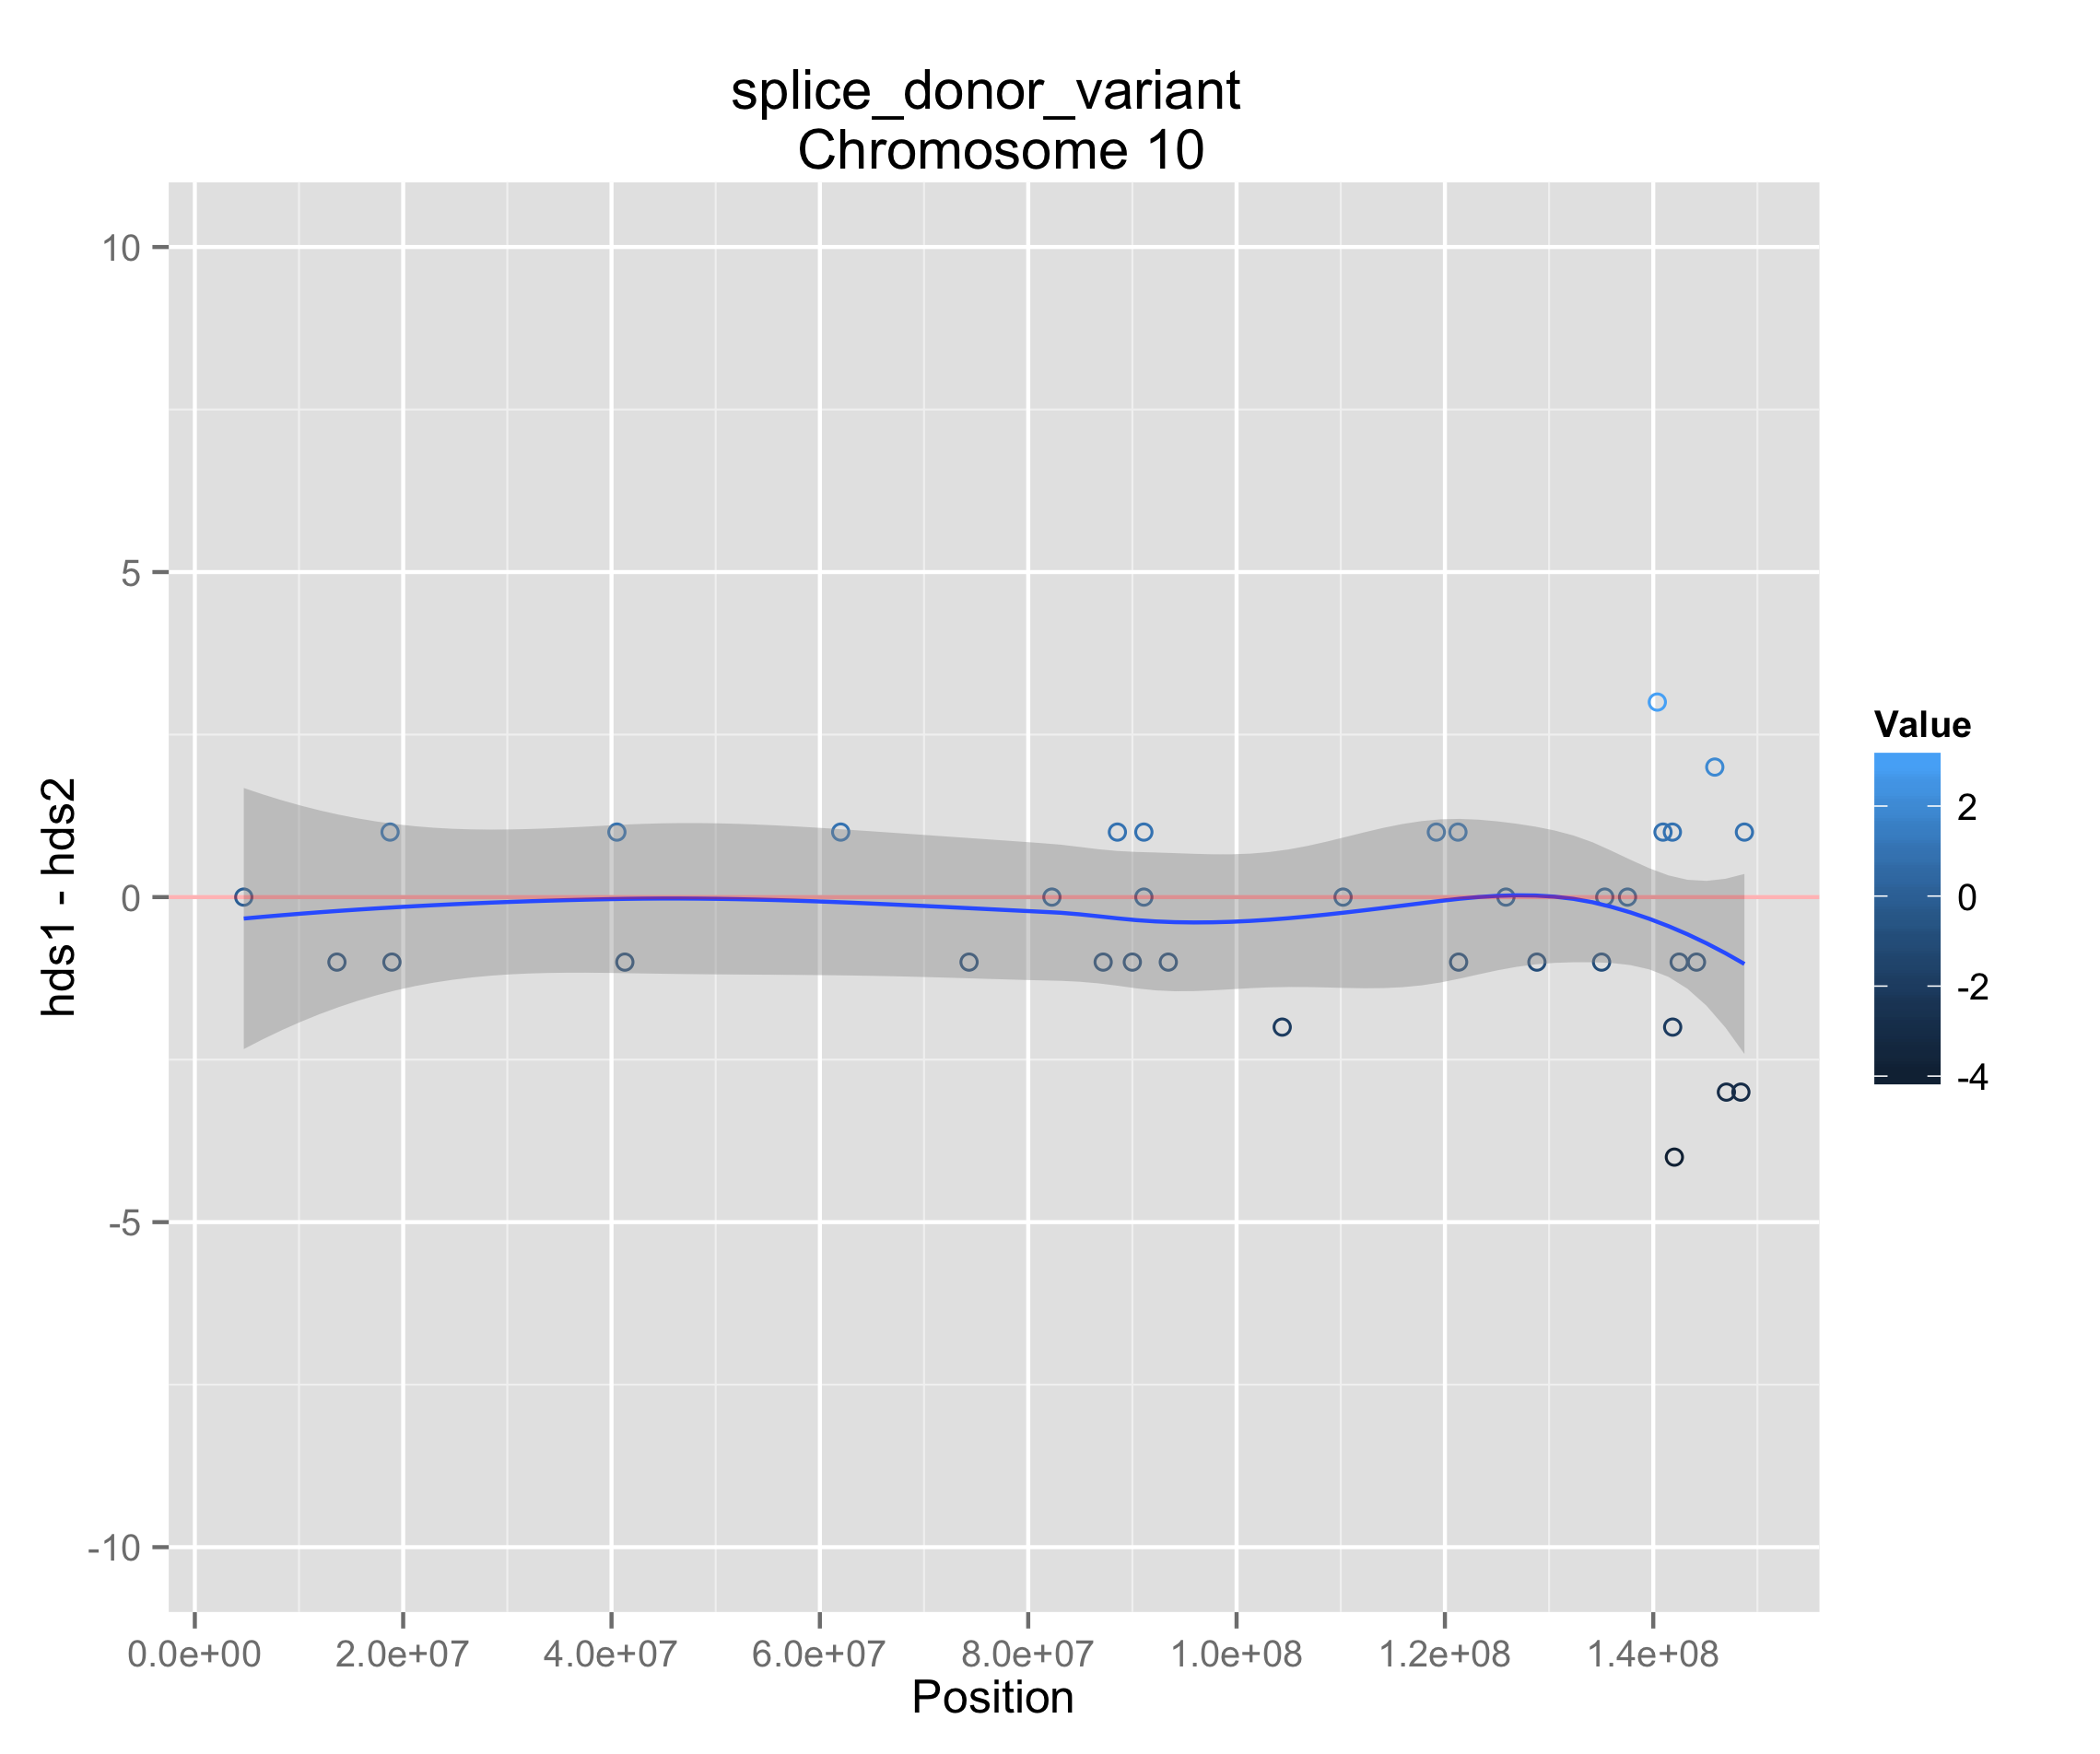 splice_donor_variant
Chromosome 10
10
5
0
-5
-10
hds1 - hds2
0.0e+00 2.0e+07 4.0e+07 6.0e+07 8.0e+07 1.0e+08 1.2e+08 1.4e+08
Position
Value
2
0
-2
-4